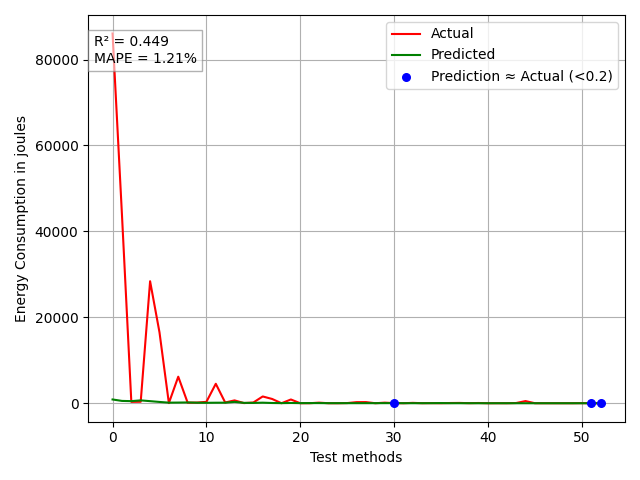 R² = 0.449
MAPE = 1.21%
Actual
Predicted
Prediction ≈ Actual (<0.2)
Energy Consumption in joules
80000
60000
40000
20000
0
0 10 20 30 40 50
Test methods